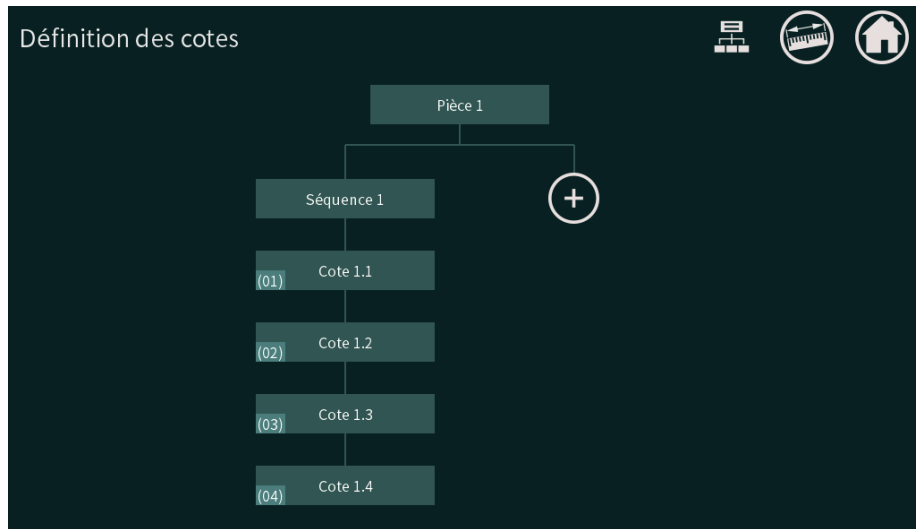 Définition des cotes
Pièce 1
Séquence 1
+
Cote 1.1
(01)
Cote 1.2
(02)
Cote 1.3
(03)
Cote 1.4
(04)